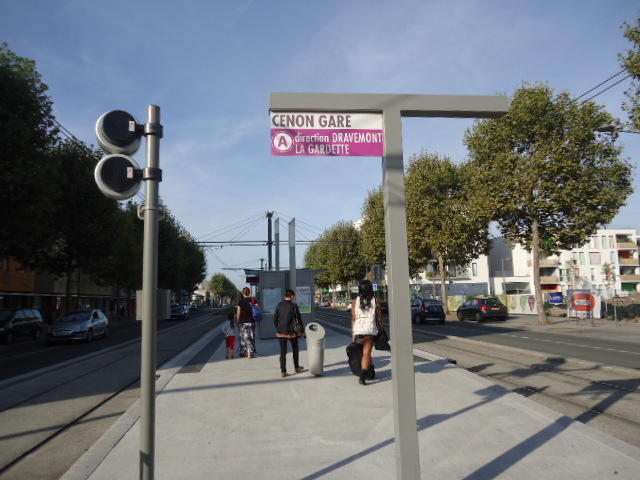 CENON GARE
A direction DRAVEMONT
LA GARDETTE